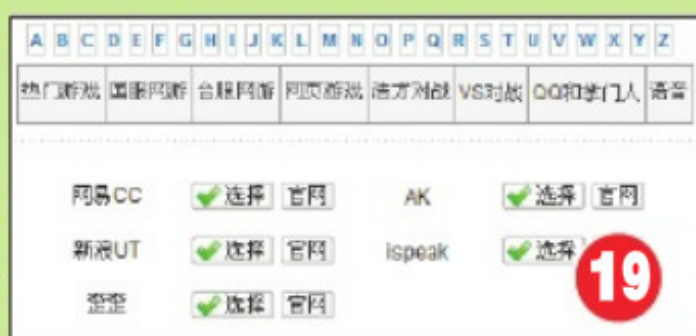 A B C D E F G H I J K L M N O P Q R S T U V W X Y Z
热门游戏 国服网游 台服网游 网页游戏 浩方对战 VS对战 QQ和掌门人 语音
网易CC 选择 官网 AK 选择 官网
新浪UT 选择 官网 ispeak 选择
歪歪 选择 官网
19